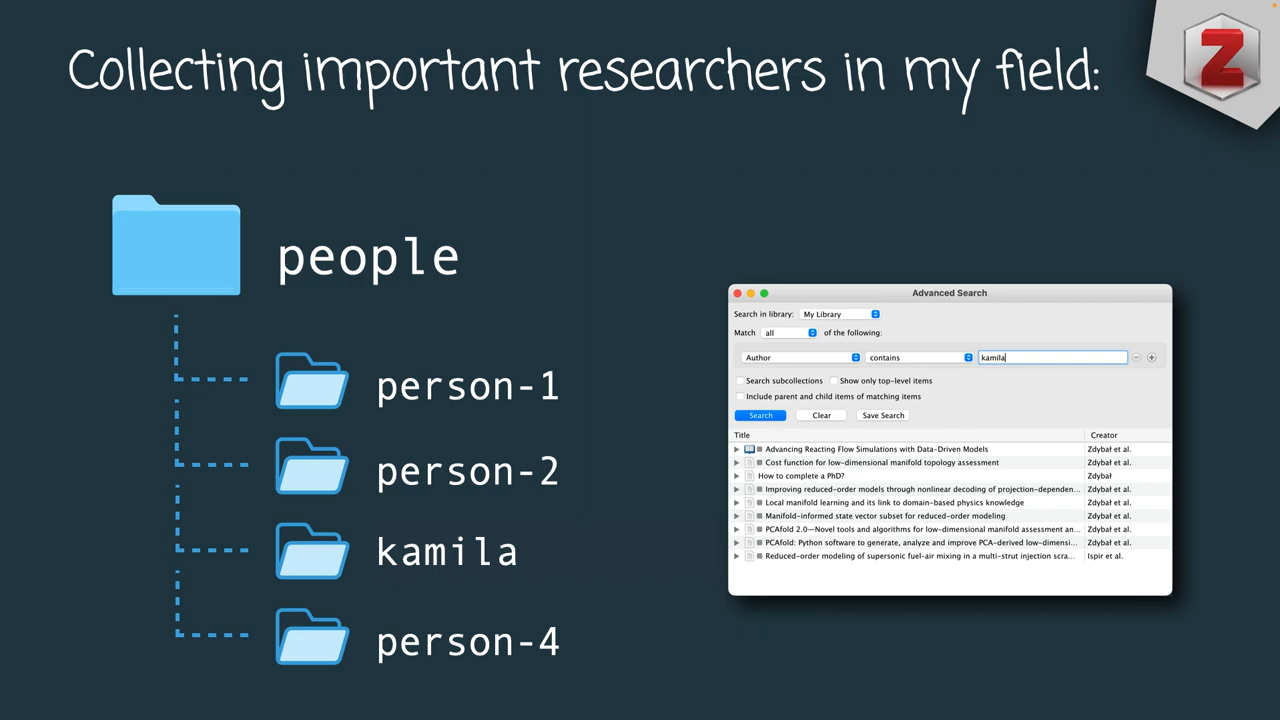 Collecting important researchers in my field:
Z
people
person-1
person-2
kamila
person-4
Advanced Search
Search in library: My Library
Match all of the following:
Author contains kamila
Search subcollections Show only top-level items
Include parent and child items of matching items
Search Clear Save Search
Title Creator
Advancing Reacting Flow Simulations with Data-Driven Models Zdybał et al.
Cost function for low-dimensional manifold topology assessment Zdybał et al.
How to complete a PhD? Zdybał
Improving reduced-order models through nonlinear decoding of projection-dependen... Zdybał et al.
Local manifold learning and its link to domain-based physics knowledge Zdybał et al.
Manifold-informed state vector subset for reduced-order modeling Zdybał et al.
PCAfold 2.0—Novel tools and algorithms for low-dimensional manifold assessment an... Zdybał et al.
PCAfold: Python software to generate, analyze and improve PCA-derived low-dimensi... Zdybał et al.
Reduced-order modeling of supersonic fuel-air mixing in a multi-strut injection scra... Ispir et al.